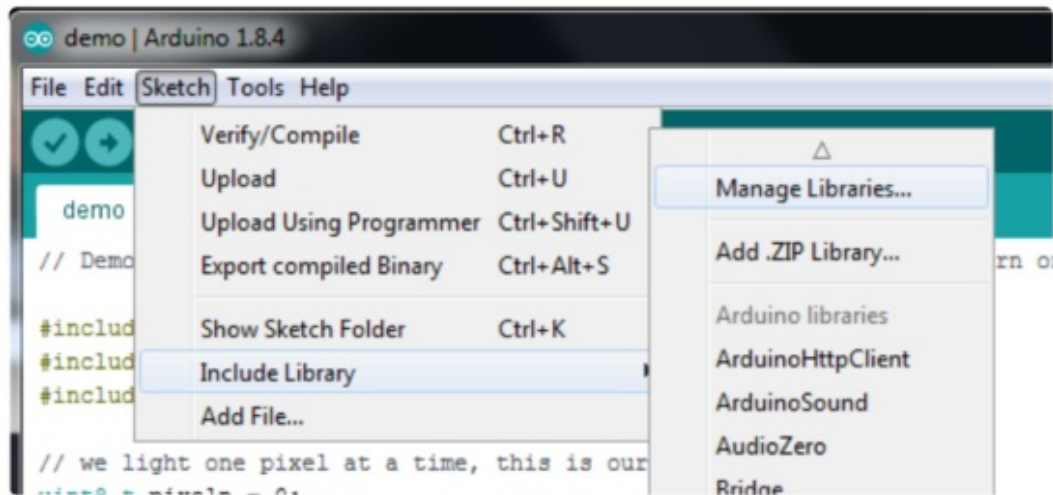 demo | Arduino 1.8.4
File Edit Sketch Tools Help
Verify/Compile Ctrl+R
Upload Ctrl+U
Upload Using Programmer Ctrl+Shift+U
Export compiled Binary Ctrl+Alt+S
Show Sketch Folder Ctrl+K
Include Library
Add File...
Manage Libraries...
Add .ZIP Library...
Arduino libraries
ArduinoHttpClient
ArduinoSound
AudioZero
Bridge
demo
// Demo
#includ
#includ
#includ
// we light one pixel at a time, this is our
uint8_t pixeln = 0;